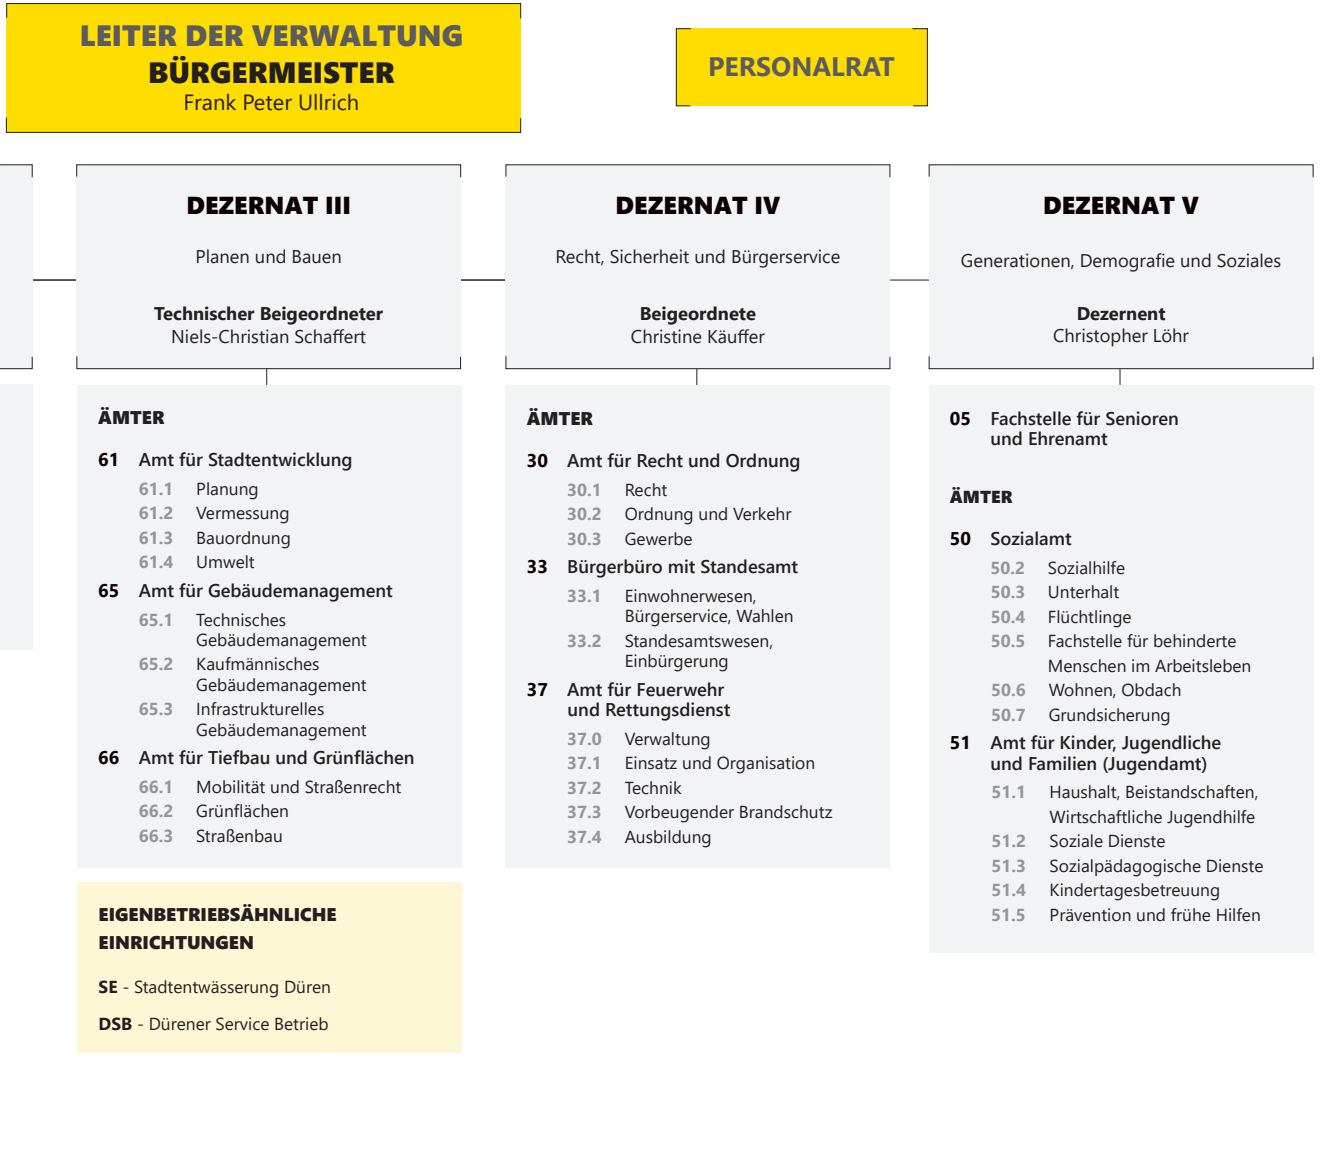 LEITER DER VERWALTUNG
BÜRGERMEISTER
Frank Peter Ullrich
PERSONALRAT
DEZERNAT III
Planen und Bauen
Technischer Beigeordneter
Niels-Christian Schaffert
ÄMTER
61 Amt für Stadtentwicklung
61.1 Planung
61.2 Vermessung
61.3 Bauordnung
61.4 Umwelt
65 Amt für Gebäudemanagement
65.1 Technisches
Gebäudemanagement
65.2 Kaufmännisches
Gebäudemanagement
65.3 Infrastrukturelles
Gebäudemanagement
66 Amt für Tiefbau und Grünflächen
66.1 Mobilität und Straßenrecht
66.2 Grünflächen
66.3 Straßenbau
EIGENBETRIEBSÄHNLICHE
EINRICHTUNGEN
SE - Stadtentwässerung Düren
DSB - Dürener Service Betrieb
DEZERNAT IV
Recht, Sicherheit und Bürgerservice
Beigeordnete
Christine Käuffer
ÄMTER
30 Amt für Recht und Ordnung
30.1 Recht
30.2 Ordnung und Verkehr
30.3 Gewerbe
33 Bürgerbüro mit Standesamt
33.1 Einwohnerwesen,
Bürgerservice, Wahlen
33.2 Standesamtswesen,
Einbürgerung
37 Amt für Feuerwehr
und Rettungsdienst
37.0 Verwaltung
37.1 Einsatz und Organisation
37.2 Technik
37.3 Vorbeugender Brandschutz
37.4 Ausbildung
DEZERNAT V
Generationen, Demografie und Soziales
Dezernent
Christopher Löhr
05 Fachstelle für Senioren
und Ehrenamt
ÄMTER
50 Sozialamt
50.2 Sozialhilfe
50.3 Unterhalt
50.4 Flüchtlinge
50.5 Fachstelle für behinderte
Menschen im Arbeitsleben
50.6 Wohnen, Obdach
50.7 Grundsicherung
51 Amt für Kinder, Jugendliche
und Familien (Jugendamt)
51.1 Haushalt, Beistandschaften,
Wirtschaftliche Jugendhilfe
51.2 Soziale Dienste
51.3 Sozialpädagogische Dienste
51.4 Kindertagesbetreuung
51.5 Prävention und frühe Hilfen